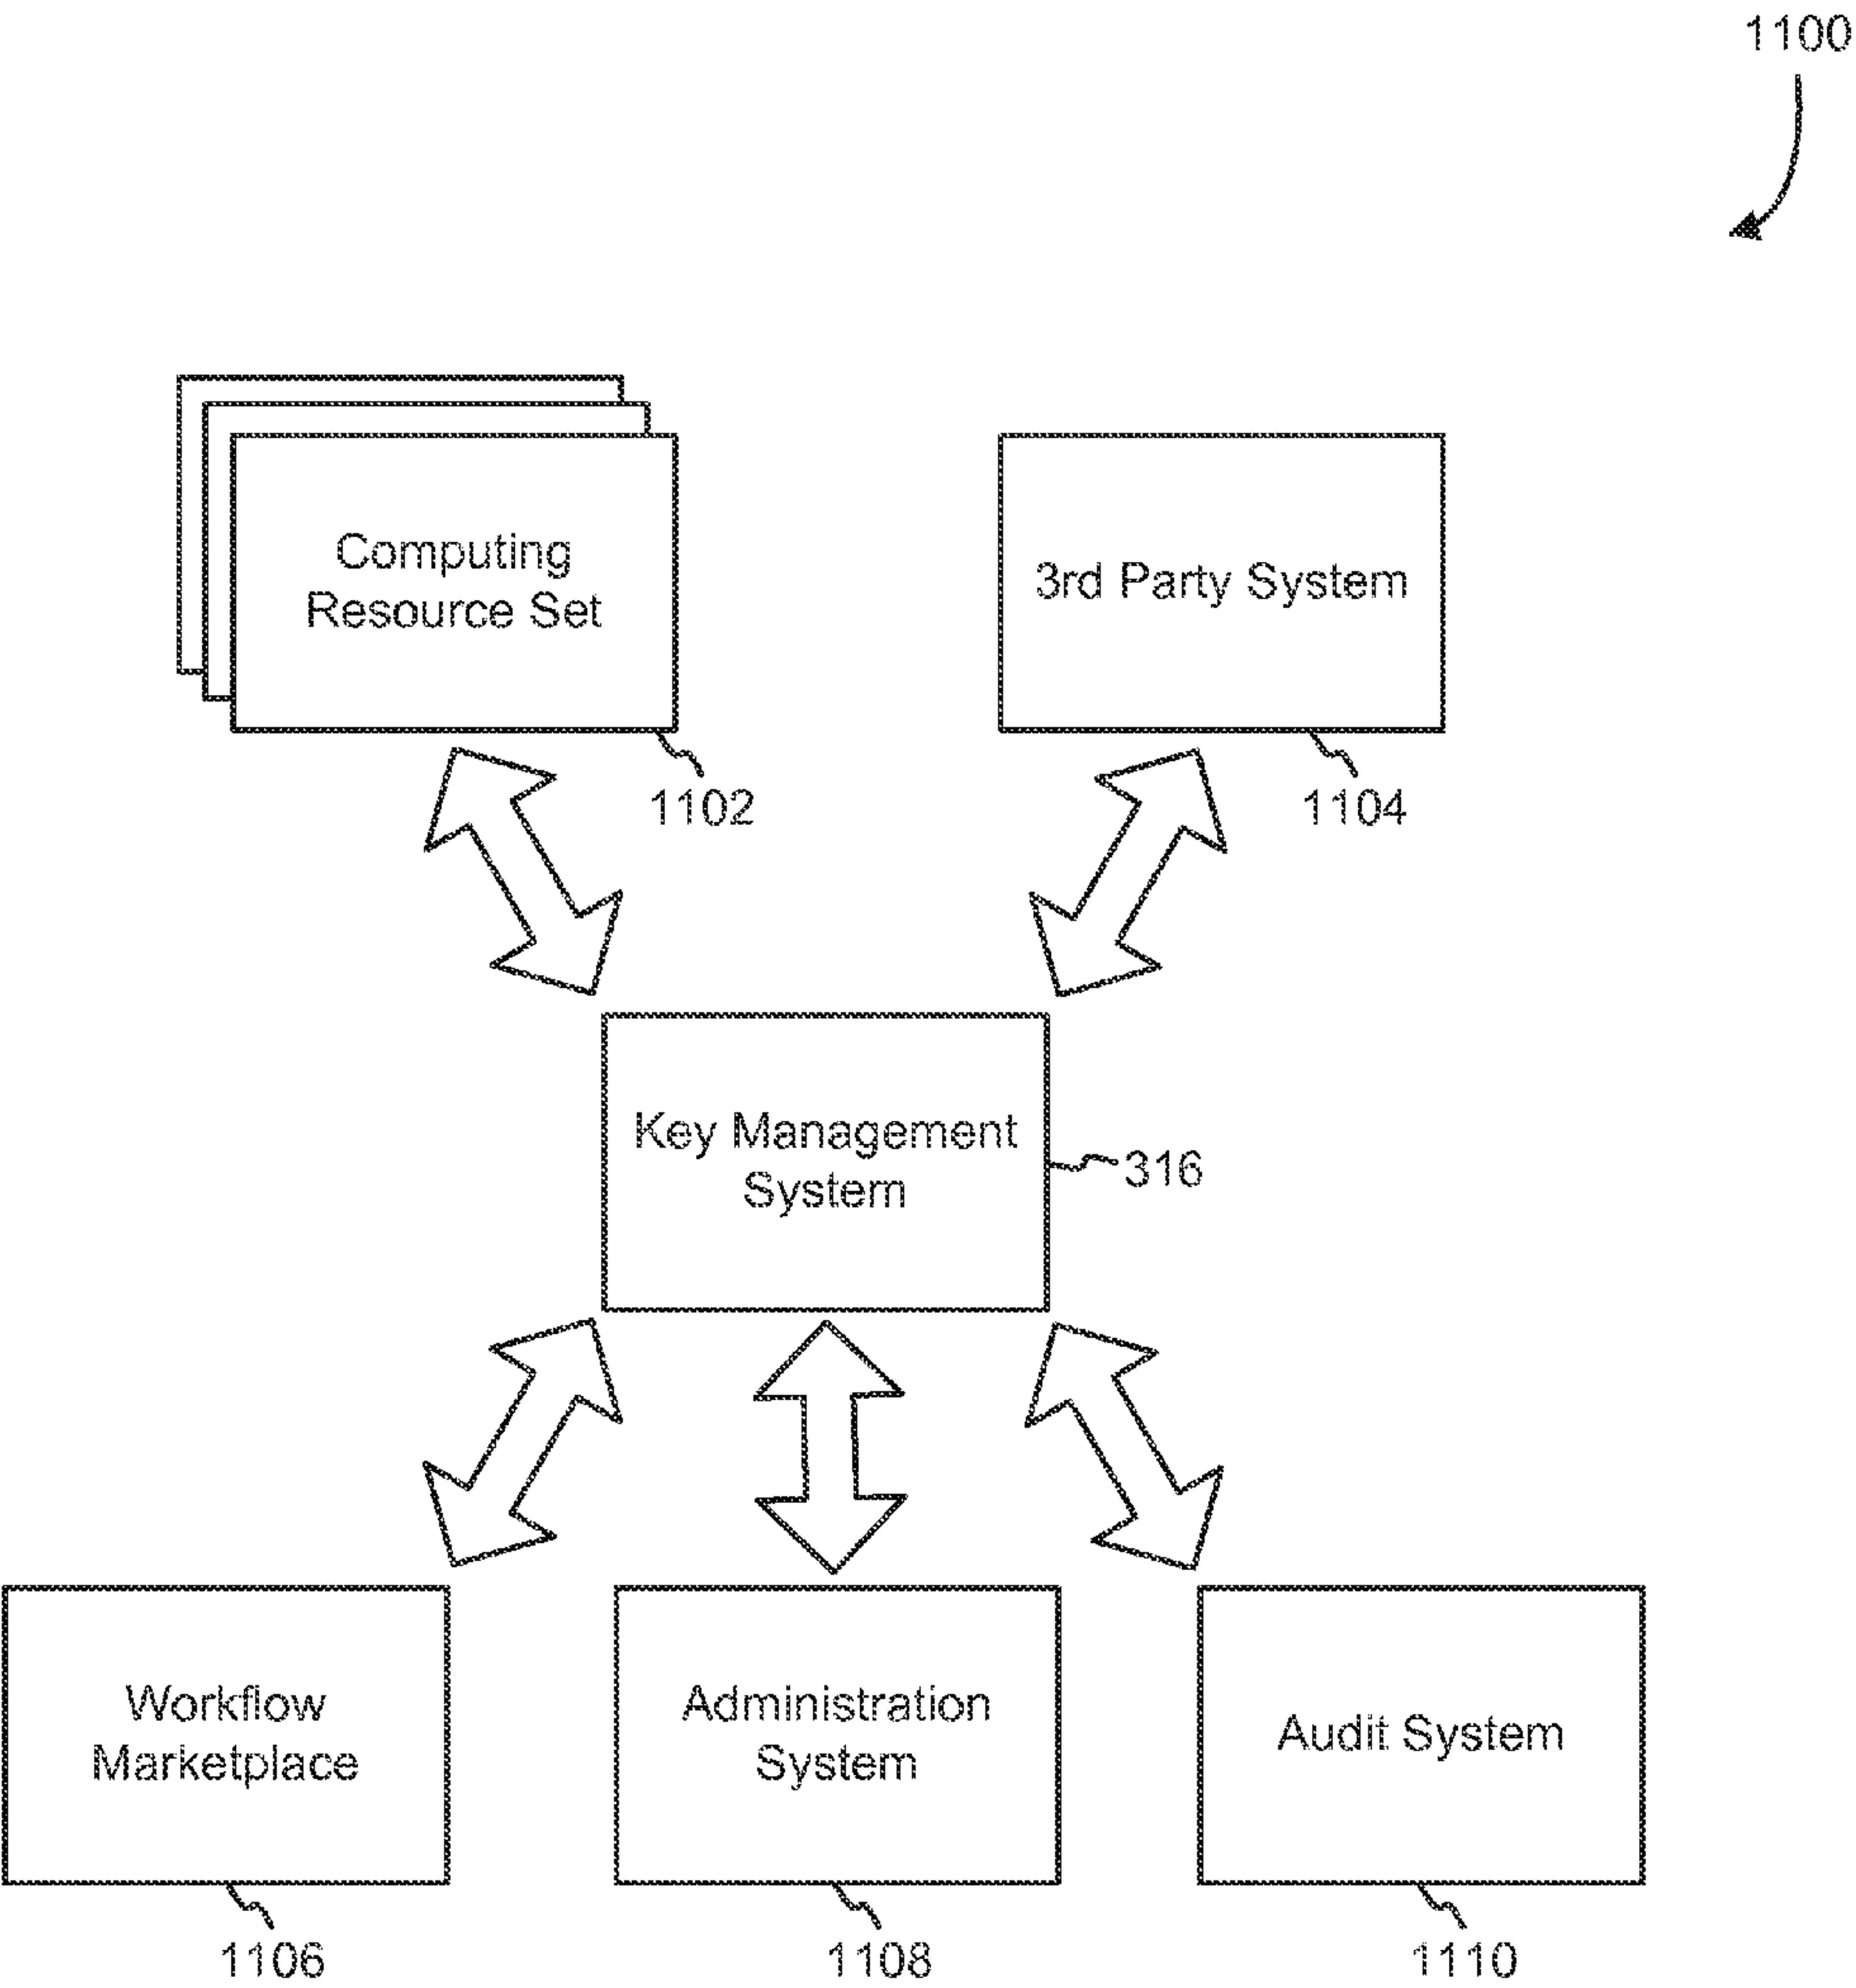 1100
Computing
Resource Set
3rd Party System
1102
1104
Key Management
System
316
Workflow
Marketplace
Administration
System
Audit System
1106
1108
1110